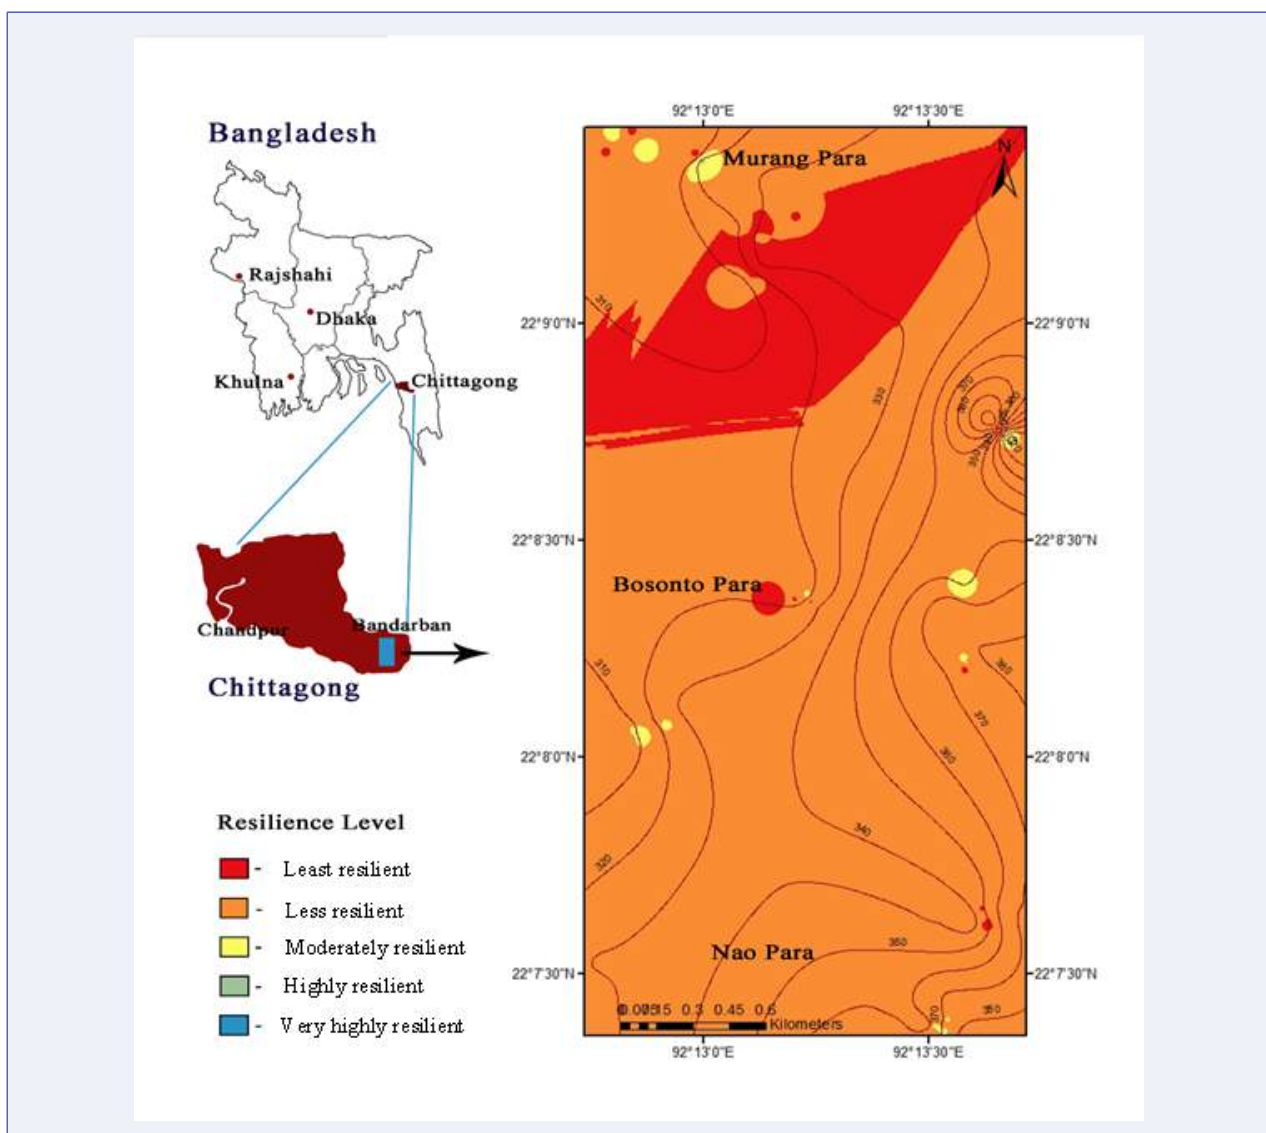 Bangladesh
Rajshahi
Dhaka
Khulna
Chittagong
Chandpur
Bandarban
Chittagong
Resilience Level
- Least resilient
- Less resilient
- Moderately resilient
- Highly resilient
- Very highly resilient
92°13'0"E 92°13'30"E
N
Murang Para
310
22°9'0"N 22°9'0"N
330
370
350
22°8'30"N 22°8'30"N
Bosonto Para
310
370
22°8'0"N 360 22°8'0"N
340
320
350
Nao Para
22°7'30"N 22°7'30"N
370
0.3 0.45 0.6
Kilometers
92°13'0"E 92°13'30"E